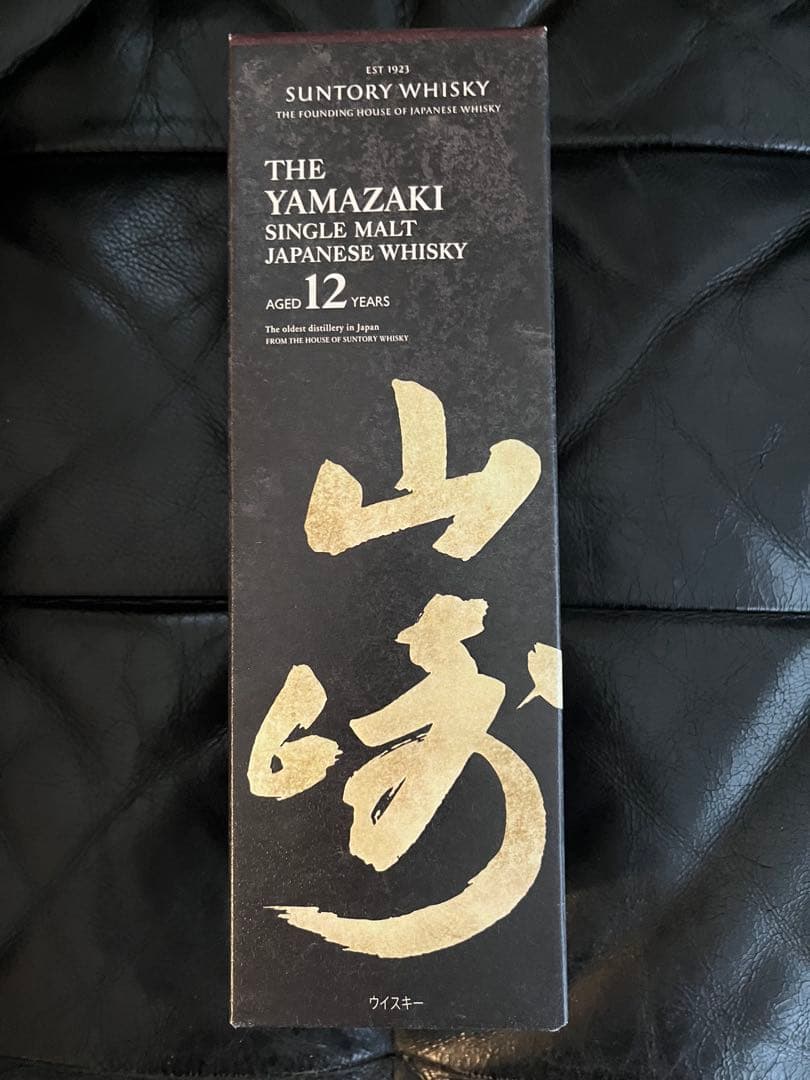 EST 1923
SUNTORY WHISKY
THE FOUNDING HOUSE OF JAPANESE WHISKY
THE
YAMAZAKI
SINGLE MALT
JAPANESE WHISKY
AGED 12 YEARS
The oldest distillery in Japan
FROM THE HOUSE OF SUNTORY WHISKY
山
崎
ウイスキー